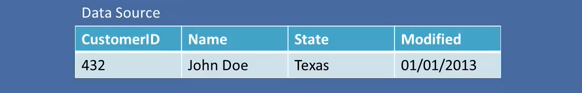 Data Source
CustomerID Name State Modified
432 John Doe Texas 01/01/2013